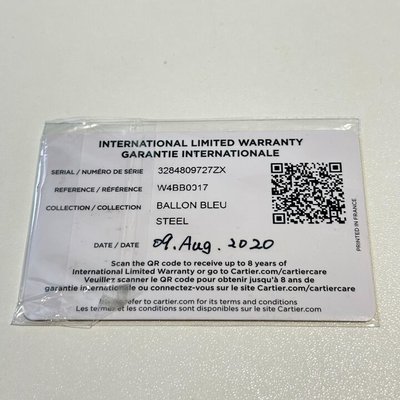 INTERNATIONAL LIMITED WARRANTY
GARANTIE INTERNATIONALE
SERIAL / NUMÉRO DE SÉRIE 3284809727ZX
REFERENCE / RÉFÉRENCE W4BB0017
COLLECTION / COLLECTION BALLON BLEU
STEEL
DATE / DATE 09. Aug. 2020
Scan the QR code to receive up to 8 years of
International Limited Warranty or go to Cartier.com/cartiercare
Veuillez scanner le QR code pour obtenir jusqu'à 8 ans de
garantie internationale ou connectez-vous sur le site Cartier.com/cartiercare
refer to cartier.com for its terms and conditions
Les termes et les conditions sont disponibles sur le site Cartier.com
PRINTED IN FRANCE